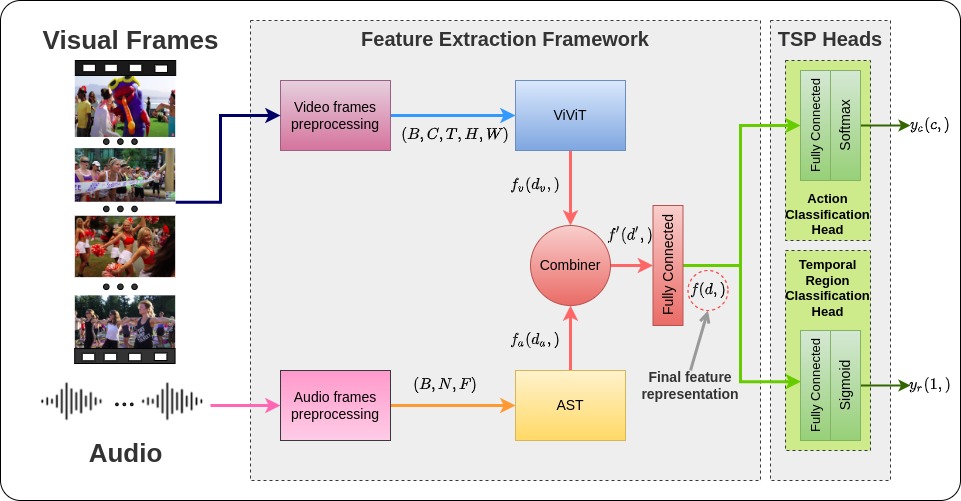 Visual Frames
Feature Extraction Framework
TSP Heads
Video frames
preprocessing
(B, C, T, H, W)
ViViT
Fully Connected
Softmax
y_c(c,)
Action
Classification
Head
f_v(d_v,)
Combiner
f'(d',)
Fully Connected
f(d,)
Temporal
Region
Classification
Head
f_a(d_a,)
Final feature
representation
Audio frames
preprocessing
(B, N, F)
AST
Fully Connected
Sigmoid
y_r(1,)
Audio